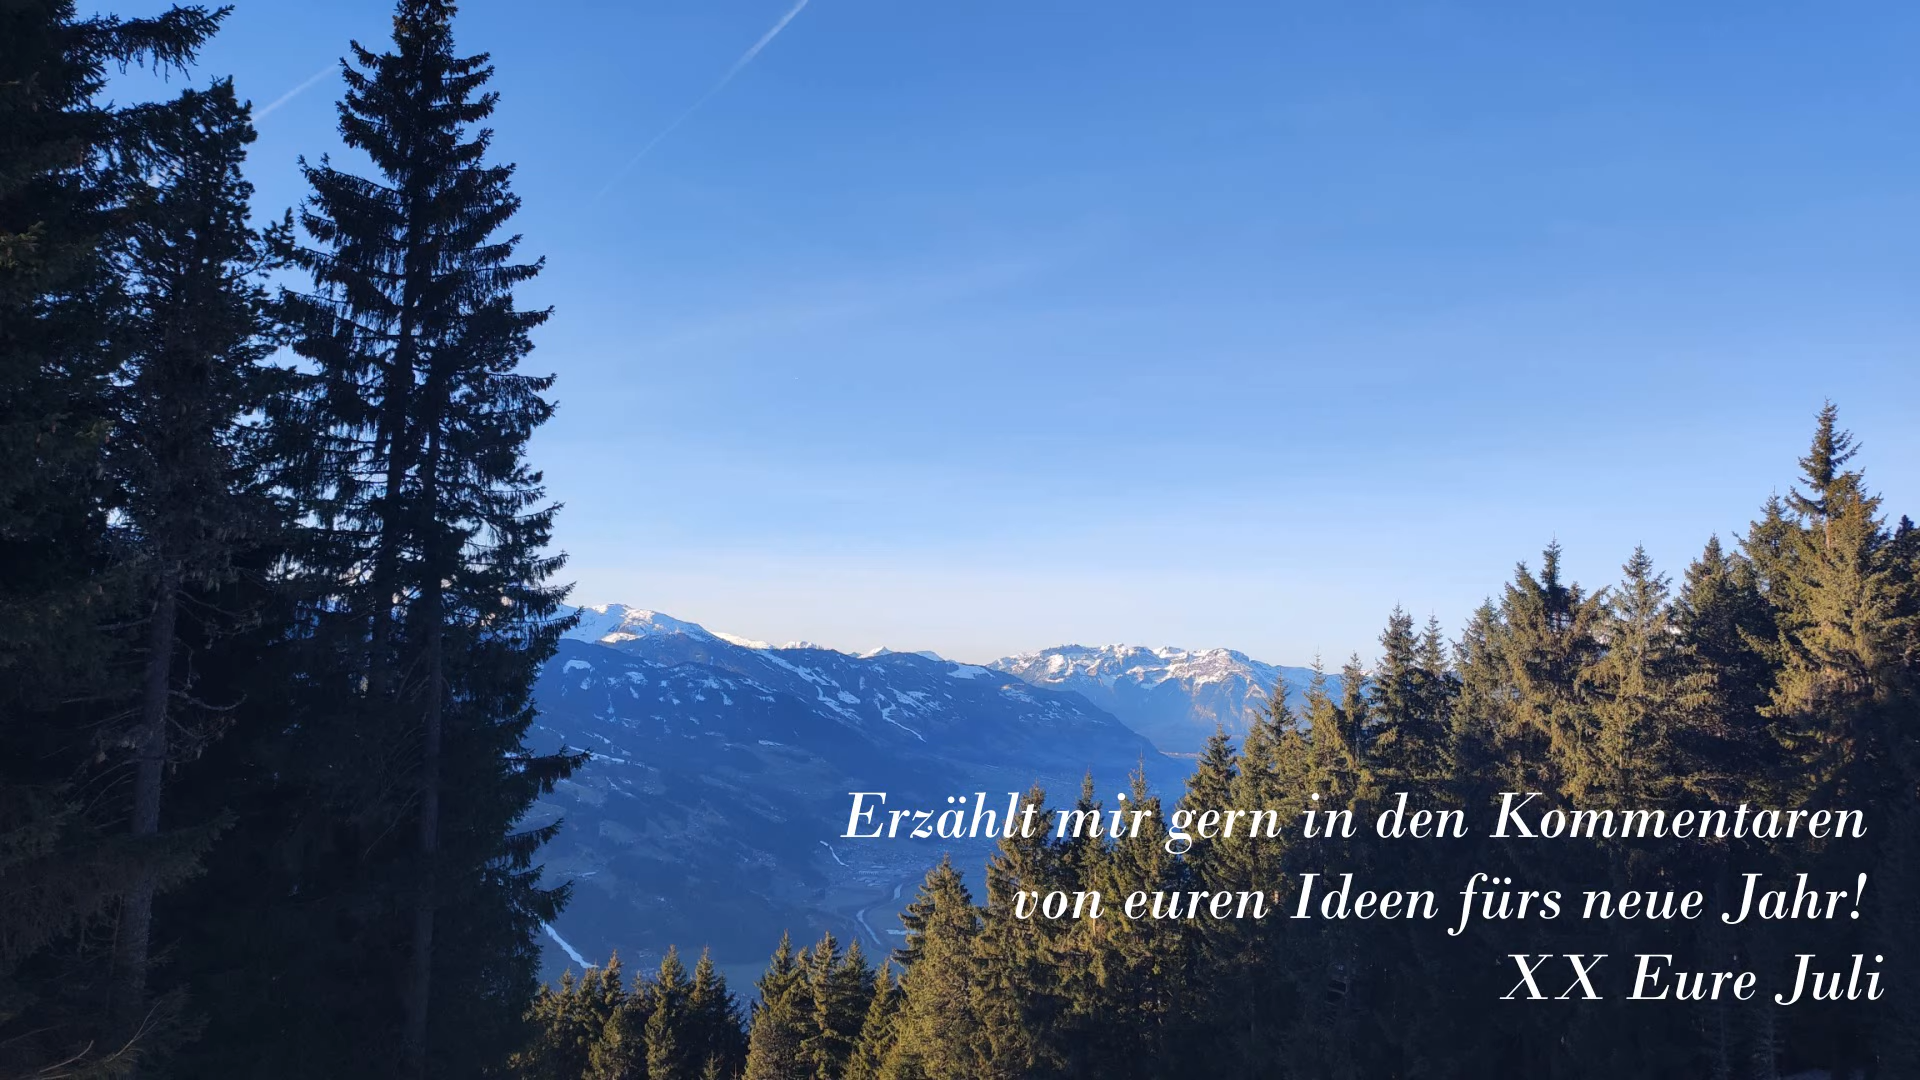 Erzählt mir gern in den Kommentaren
von euren Ideen fürs neue Jahr!
XX Eure Juli